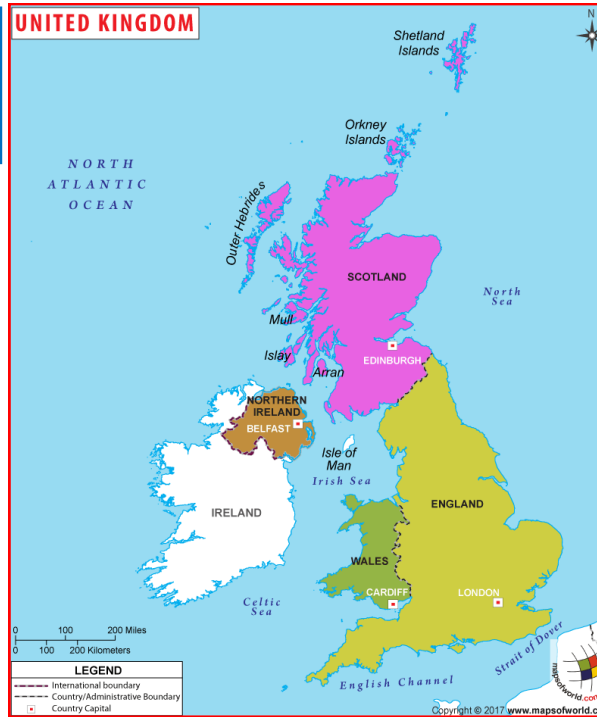 UNITED KINGDOM
N
Shetland
Islands
Orkney
Islands
NORTH
ATLANTIC
OCEAN
Outer Hebrides
SCOTLAND
North
Sea
Mull
Islay
EDINBURGH
Arran
NORTHERN
IRELAND
BELFAST
Isle of
Man
Irish Sea
ENGLAND
IRELAND
WALES
CARDIFF
LONDON
Celtic
Sea
0 100 200 Miles
0 100 200 Kilometers
Strait of Dover
English Channel
LEGEND
International boundary
Country/Administrative Boundary
Country Capital
mapsofworld.com
Copyright © 2017 www.mapsofworld.c